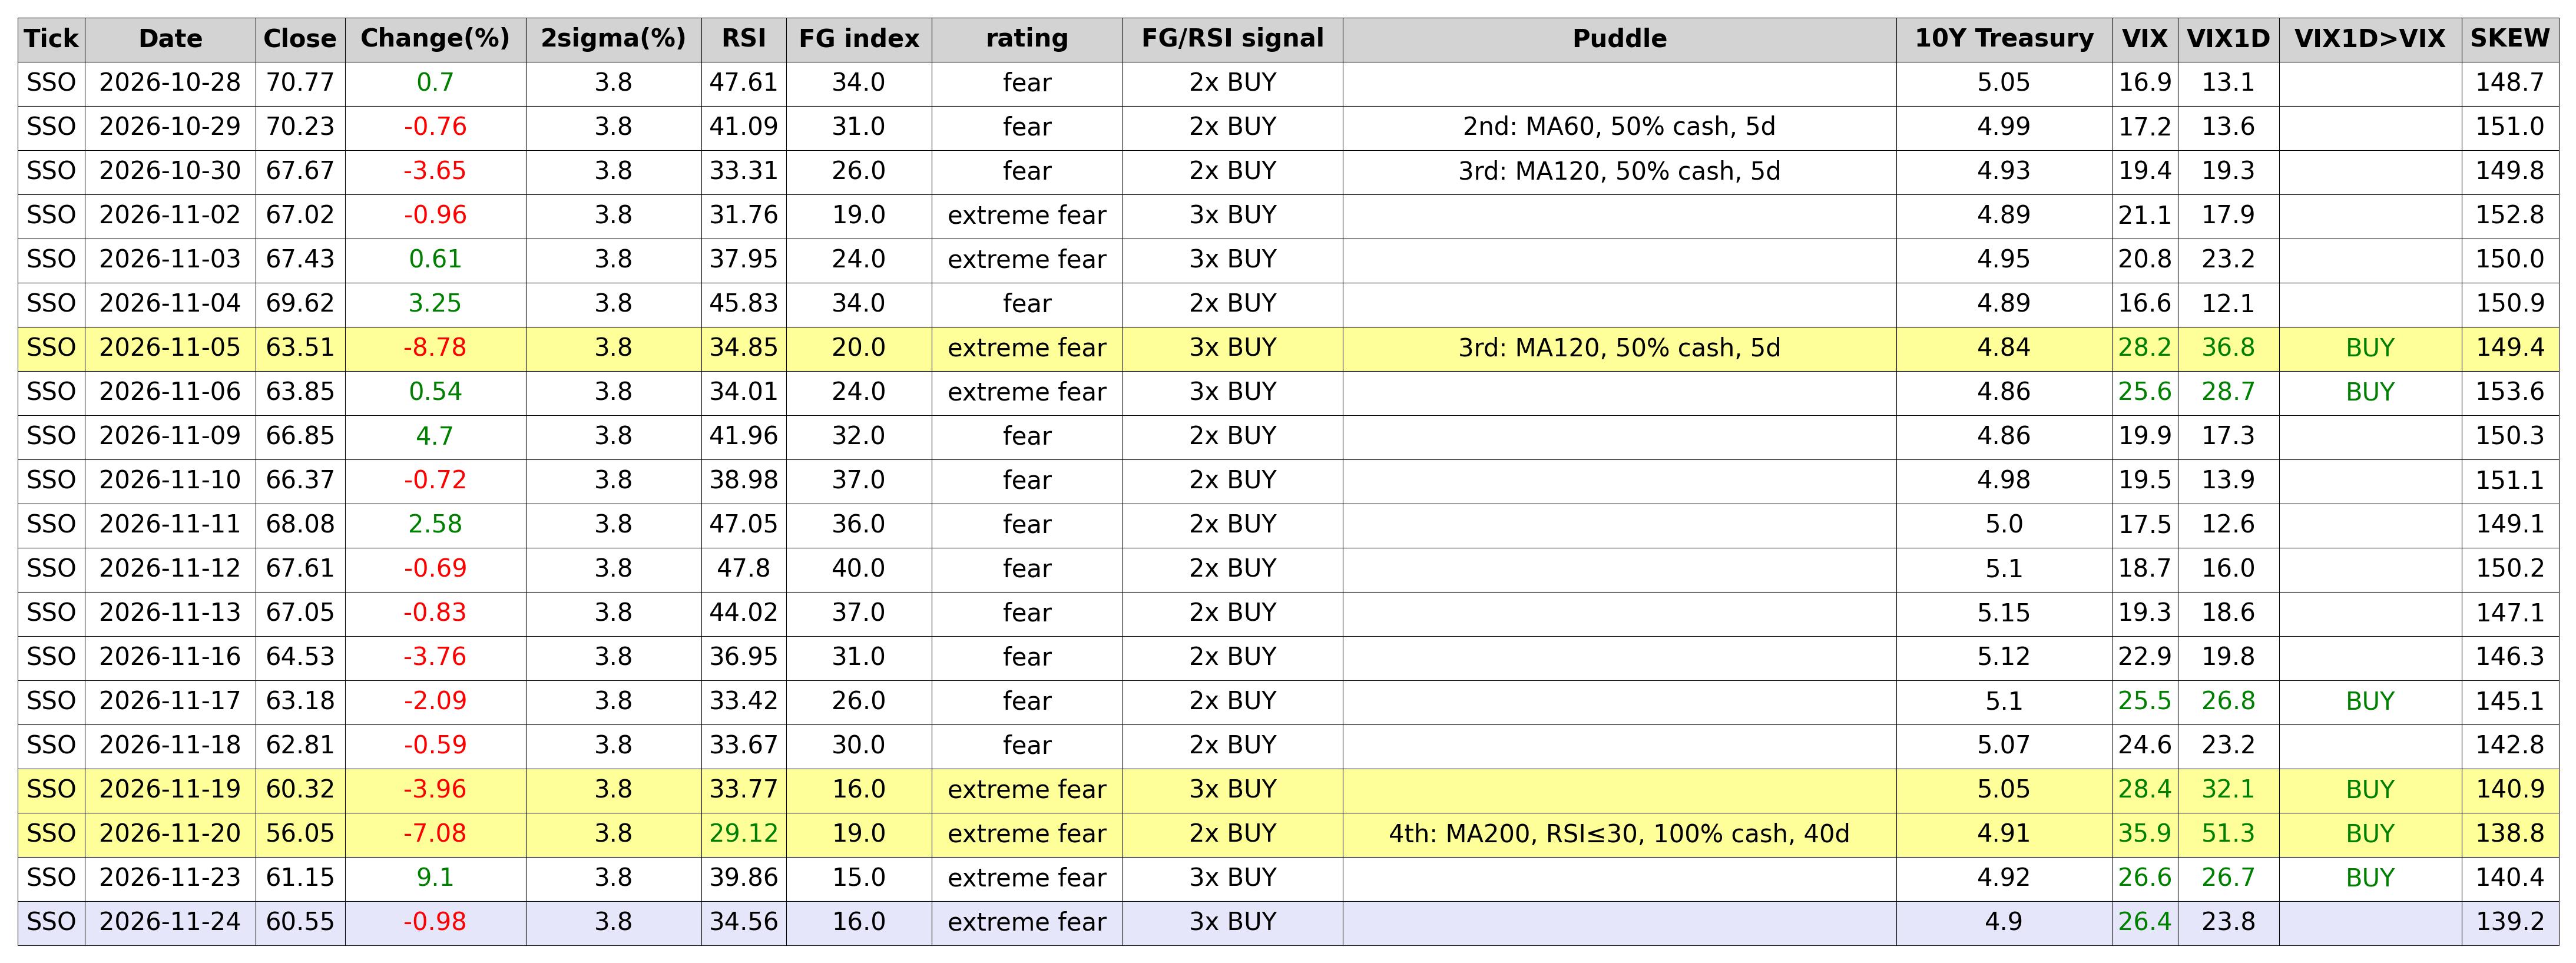 Tick Date Close Change(%) 2sigma(%) RSI FG index rating FG/RSI signal Puddle 10Y Treasury VIX VIX1D VIX1D>VIX SKEW
SSO 2026-10-28 70.77 0.7 3.8 47.61 34.0 fear 2x BUY 5.05 16.9 13.1 148.7
SSO 2026-10-29 70.23 -0.76 3.8 41.09 31.0 fear 2x BUY 2nd: MA60, 50% cash, 5d 4.99 17.2 13.6 151.0
SSO 2026-10-30 67.67 -3.65 3.8 33.31 26.0 fear 2x BUY 3rd: MA120, 50% cash, 5d 4.93 19.4 19.3 149.8
SSO 2026-11-02 67.02 -0.96 3.8 31.76 19.0 extreme fear 3x BUY 4.89 21.1 17.9 152.8
SSO 2026-11-03 67.43 0.61 3.8 37.95 24.0 extreme fear 3x BUY 4.95 20.8 23.2 150.0
SSO 2026-11-04 69.62 3.25 3.8 45.83 34.0 fear 2x BUY 4.89 16.6 12.1 150.9
SSO 2026-11-05 63.51 -8.78 3.8 34.85 20.0 extreme fear 3x BUY 3rd: MA120, 50% cash, 5d 4.84 28.2 36.8 BUY 149.4
SSO 2026-11-06 63.85 0.54 3.8 34.01 24.0 extreme fear 3x BUY 4.86 25.6 28.7 BUY 153.6
SSO 2026-11-09 66.85 4.7 3.8 41.96 32.0 fear 2x BUY 4.86 19.9 17.3 150.3
SSO 2026-11-10 66.37 -0.72 3.8 38.98 37.0 fear 2x BUY 4.98 19.5 13.9 151.1
SSO 2026-11-11 68.08 2.58 3.8 47.05 36.0 fear 2x BUY 5.0 17.5 12.6 149.1
SSO 2026-11-12 67.61 -0.69 3.8 47.8 40.0 fear 2x BUY 5.1 18.7 16.0 150.2
SSO 2026-11-13 67.05 -0.83 3.8 44.02 37.0 fear 2x BUY 5.15 19.3 18.6 147.1
SSO 2026-11-16 64.53 -3.76 3.8 36.95 31.0 fear 2x BUY 5.12 22.9 19.8 146.3
SSO 2026-11-17 63.18 -2.09 3.8 33.42 26.0 fear 2x BUY 5.1 25.5 26.8 BUY 145.1
SSO 2026-11-18 62.81 -0.59 3.8 33.67 30.0 fear 2x BUY 5.07 24.6 23.2 142.8
SSO 2026-11-19 60.32 -3.96 3.8 33.77 16.0 extreme fear 3x BUY 5.05 28.4 32.1 BUY 140.9
SSO 2026-11-20 56.05 -7.08 3.8 29.12 19.0 extreme fear 2x BUY 4th: MA200, RSI≤30, 100% cash, 40d 4.91 35.9 51.3 BUY 138.8
SSO 2026-11-23 61.15 9.1 3.8 39.86 15.0 extreme fear 3x BUY 4.92 26.6 26.7 BUY 140.4
SSO 2026-11-24 60.55 -0.98 3.8 34.56 16.0 extreme fear 3x BUY 4.9 26.4 23.8 139.2